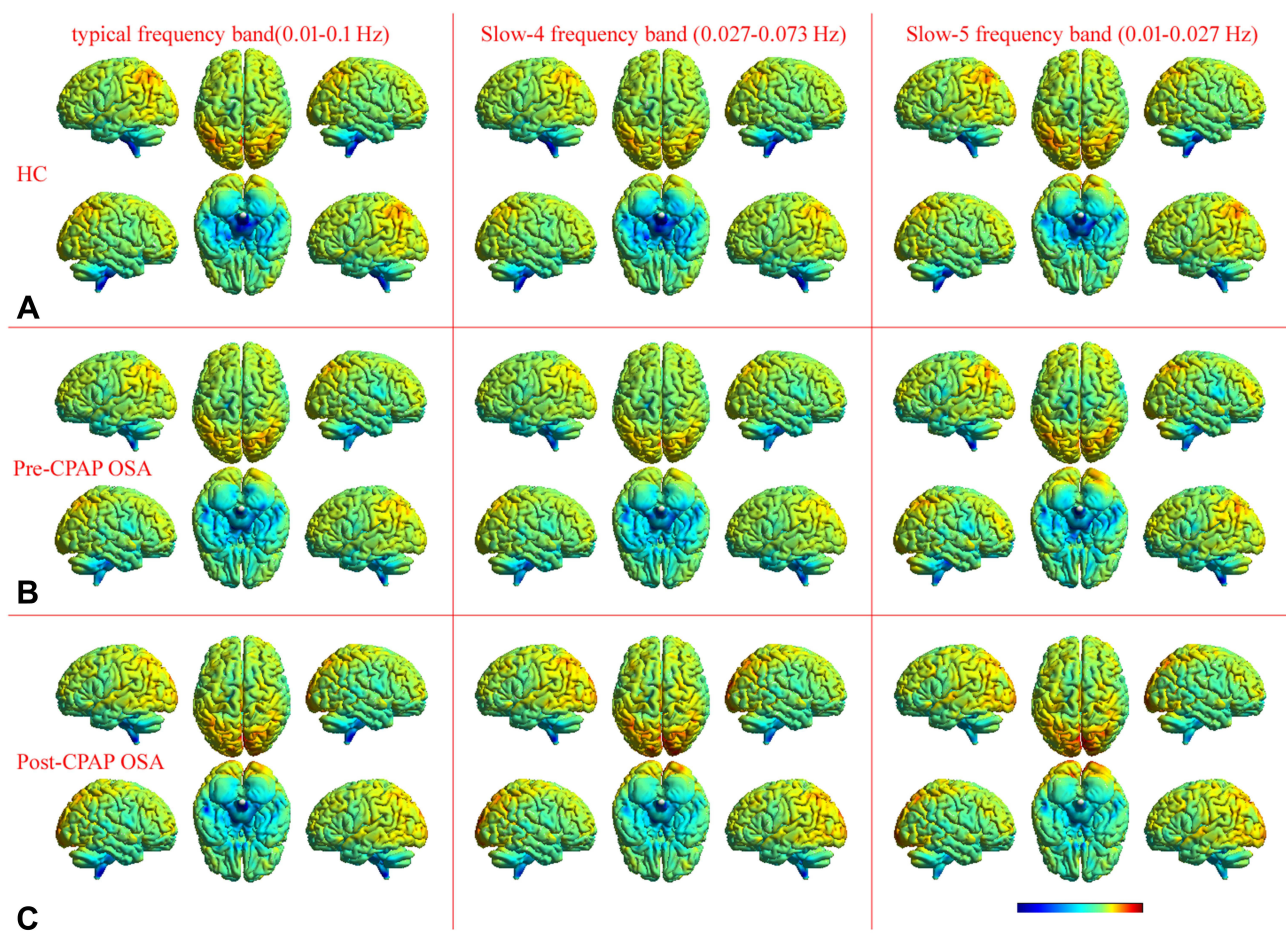 typical frequency band(0.01-0.1 Hz)
Slow-4 frequency band (0.027-0.073 Hz)
Slow-5 frequency band (0.01-0.027 Hz)
HC
A
Pre-CPAP OSA
B
Post-CPAP OSA
C